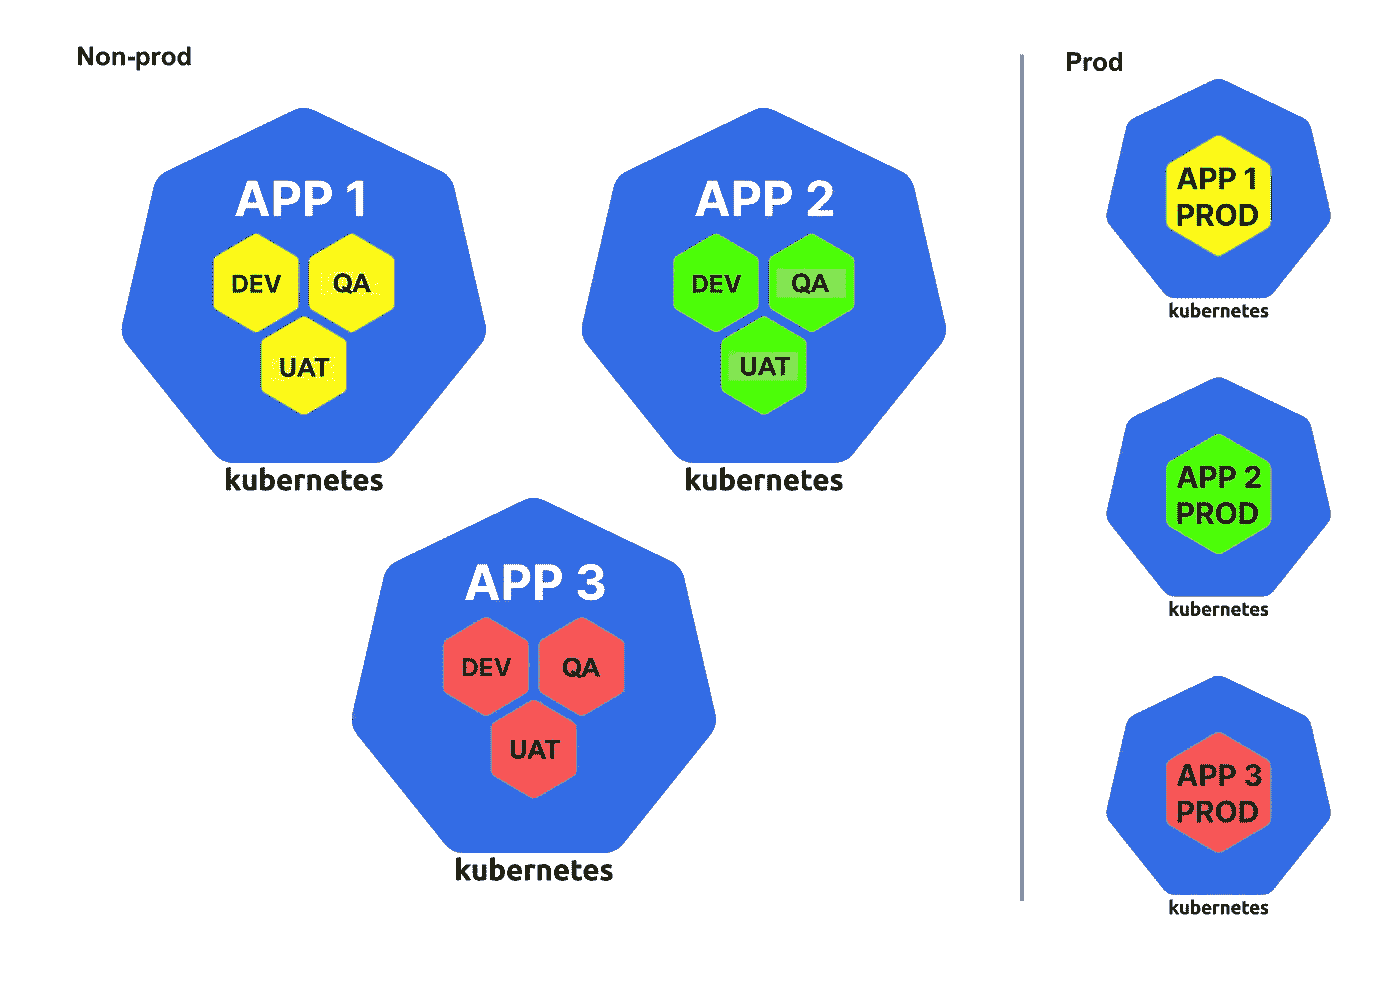 Non-prod
APP 1
DEV
QA
UAT
kubernetes
APP 2
DEV
QA
UAT
kubernetes
APP 3
DEV
QA
UAT
kubernetes
Prod
APP 1
PROD
kubernetes
APP 2
PROD
kubernetes
APP 3
PROD
kubernetes